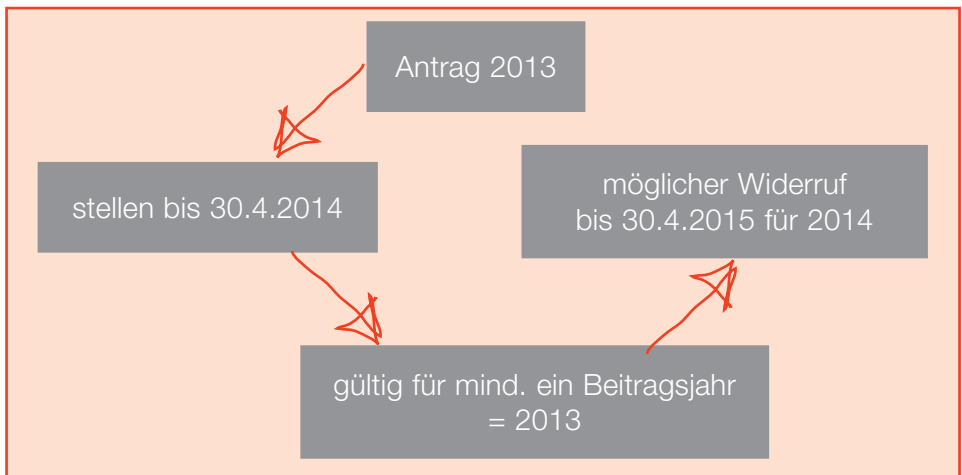 Antrag 2013
stellen bis 30.4.2014
gültig für mind. ein Beitragsjahr
= 2013
möglicher Widerruf
bis 30.4.2015 für 2014